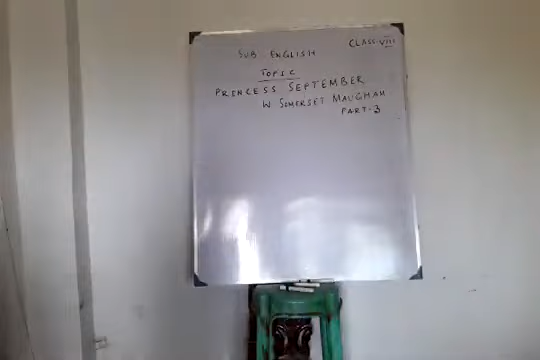 SUB ENGLISH
CLASS-VIII
TOPIC
PRINCESS SEPTEMBER
W SOMERSET MAUGHAM
PART-3